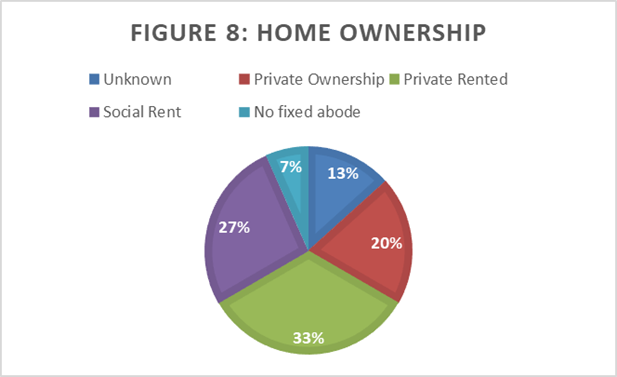 FIGURE 8: HOME OWNERSHIP
Unknown Private Ownership Private Rented
Social Rent No fixed abode
7% 13%
27% 20%
33%